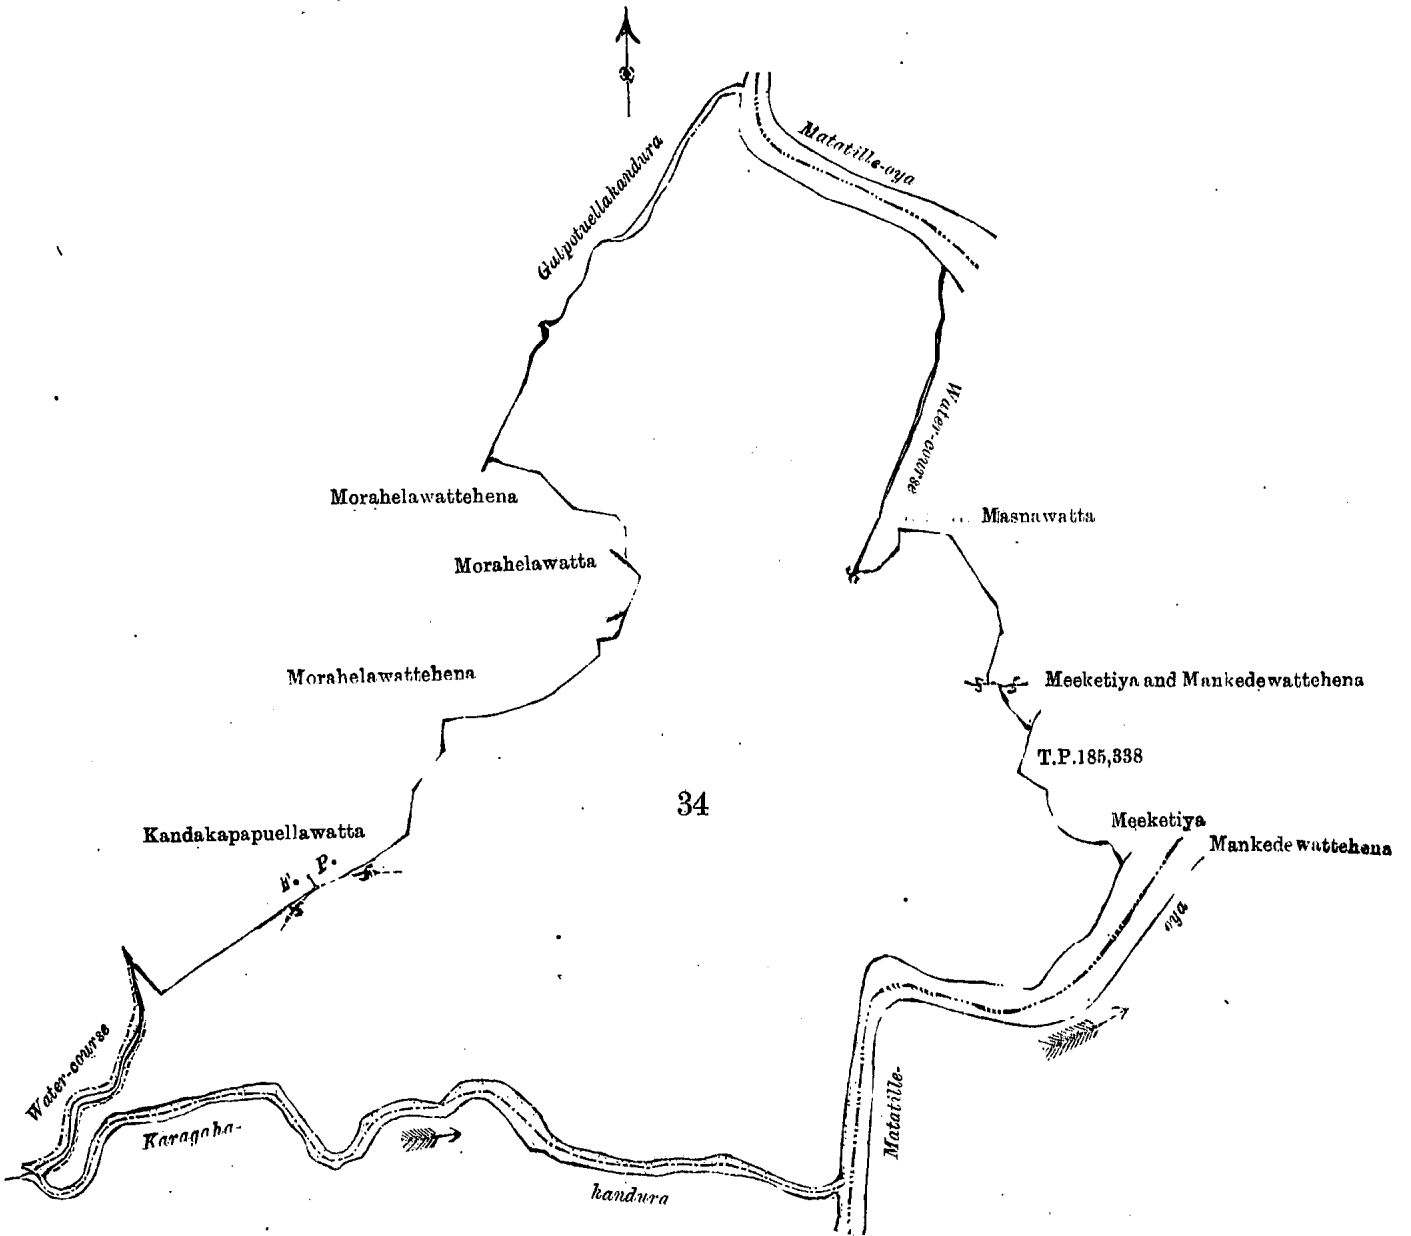 Matatille-oya
Galpotuellakandura
Water-course
Morahelawattehena
Masnawatta
Morahelawatta
Morahelawattehena
Meeketiya and Mankedewattehena
T.P.185,338
34
Meeketiya
Kandakapapuellawatta
Mankedewattehena
F. P.
oya
Water-course
Matatille-
Karagaha-
kandura